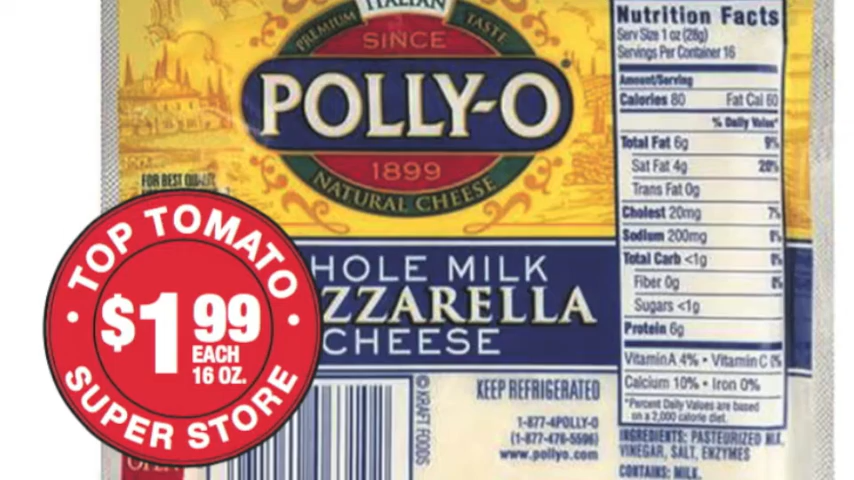 ITALIAN
PREMIUM TASTE
SINCE
POLLY-O
1899
NATURAL CHEESE
FOR BEST
TOP TOMATO
$1.99
EACH
16 OZ.
SUPER STORE
HOLE MILK
ZZARELLA
CHEESE
KEEP REFRIGERATED
1-877-4POLLY-O
(1-877-476-5596)
www.pollyo.com
© KRAFT FOODS
OPEN
Nutrition Facts
Serv Size 1 oz (28g)
Servings Per Container 16
Amount/Serving
Calories 80 Fat Cal 60
% Daily Value*
Total Fat 6g 9%
Sat Fat 4g 20%
Trans Fat 0g
Cholest 20mg 7%
Sodium 200mg 8%
Total Carb <1g 0%
Fiber 0g 0%
Sugars <1g
Protein 6g
Vitamin A 4% • Vitamin C 0%
Calcium 10% • Iron 0%
*Percent Daily Values are based
on a 2,000 calorie diet.
INGREDIENTS: PASTEURIZED MILK,
VINEGAR, SALT, ENZYMES
CONTAINS: MILK.